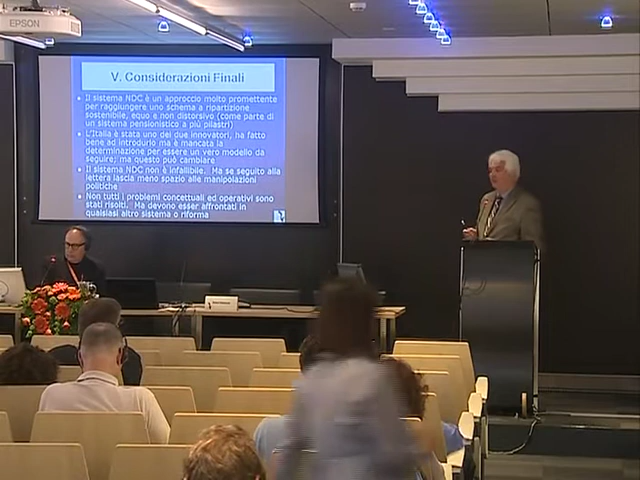 EPSON
V. Considerazioni Finali
• Il sistema NDC è un approccio molto promettente
per raggiungere uno schema a ripartizione
sostenibile, equo e non distorsivo (come parte di
un sistema pensionistico a più pilastri)
• L'Italia è stata uno dei due innovatori, ha fatto
bene ad introdurlo ma è mancata la
determinazione per essere un vero modello da
seguire; ma questo può cambiare
• Il sistema NDC non è infallibile. Ma se seguito alla
lettera lascia meno spazio alle manipolazioni
politiche
• Non tutti i problemi concettuali ed operativi sono
stati risolti. Ma devono esser affrontati in
qualsiasi altro sistema o riforma